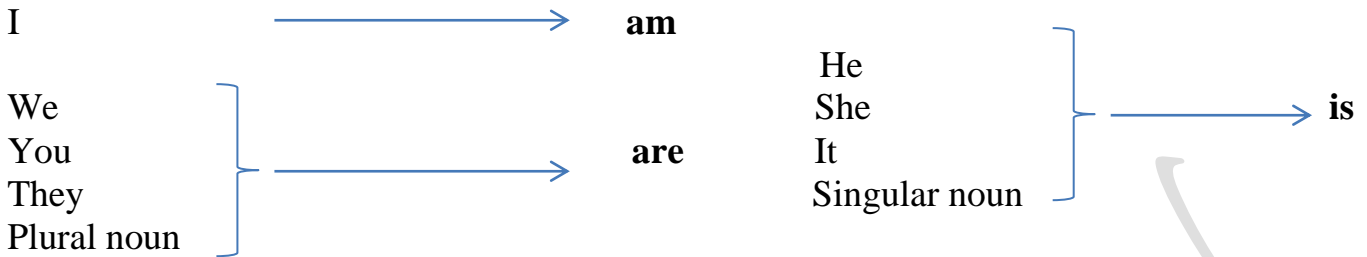 I am
We
You are
They
Plural noun
He
She is
It
Singular noun